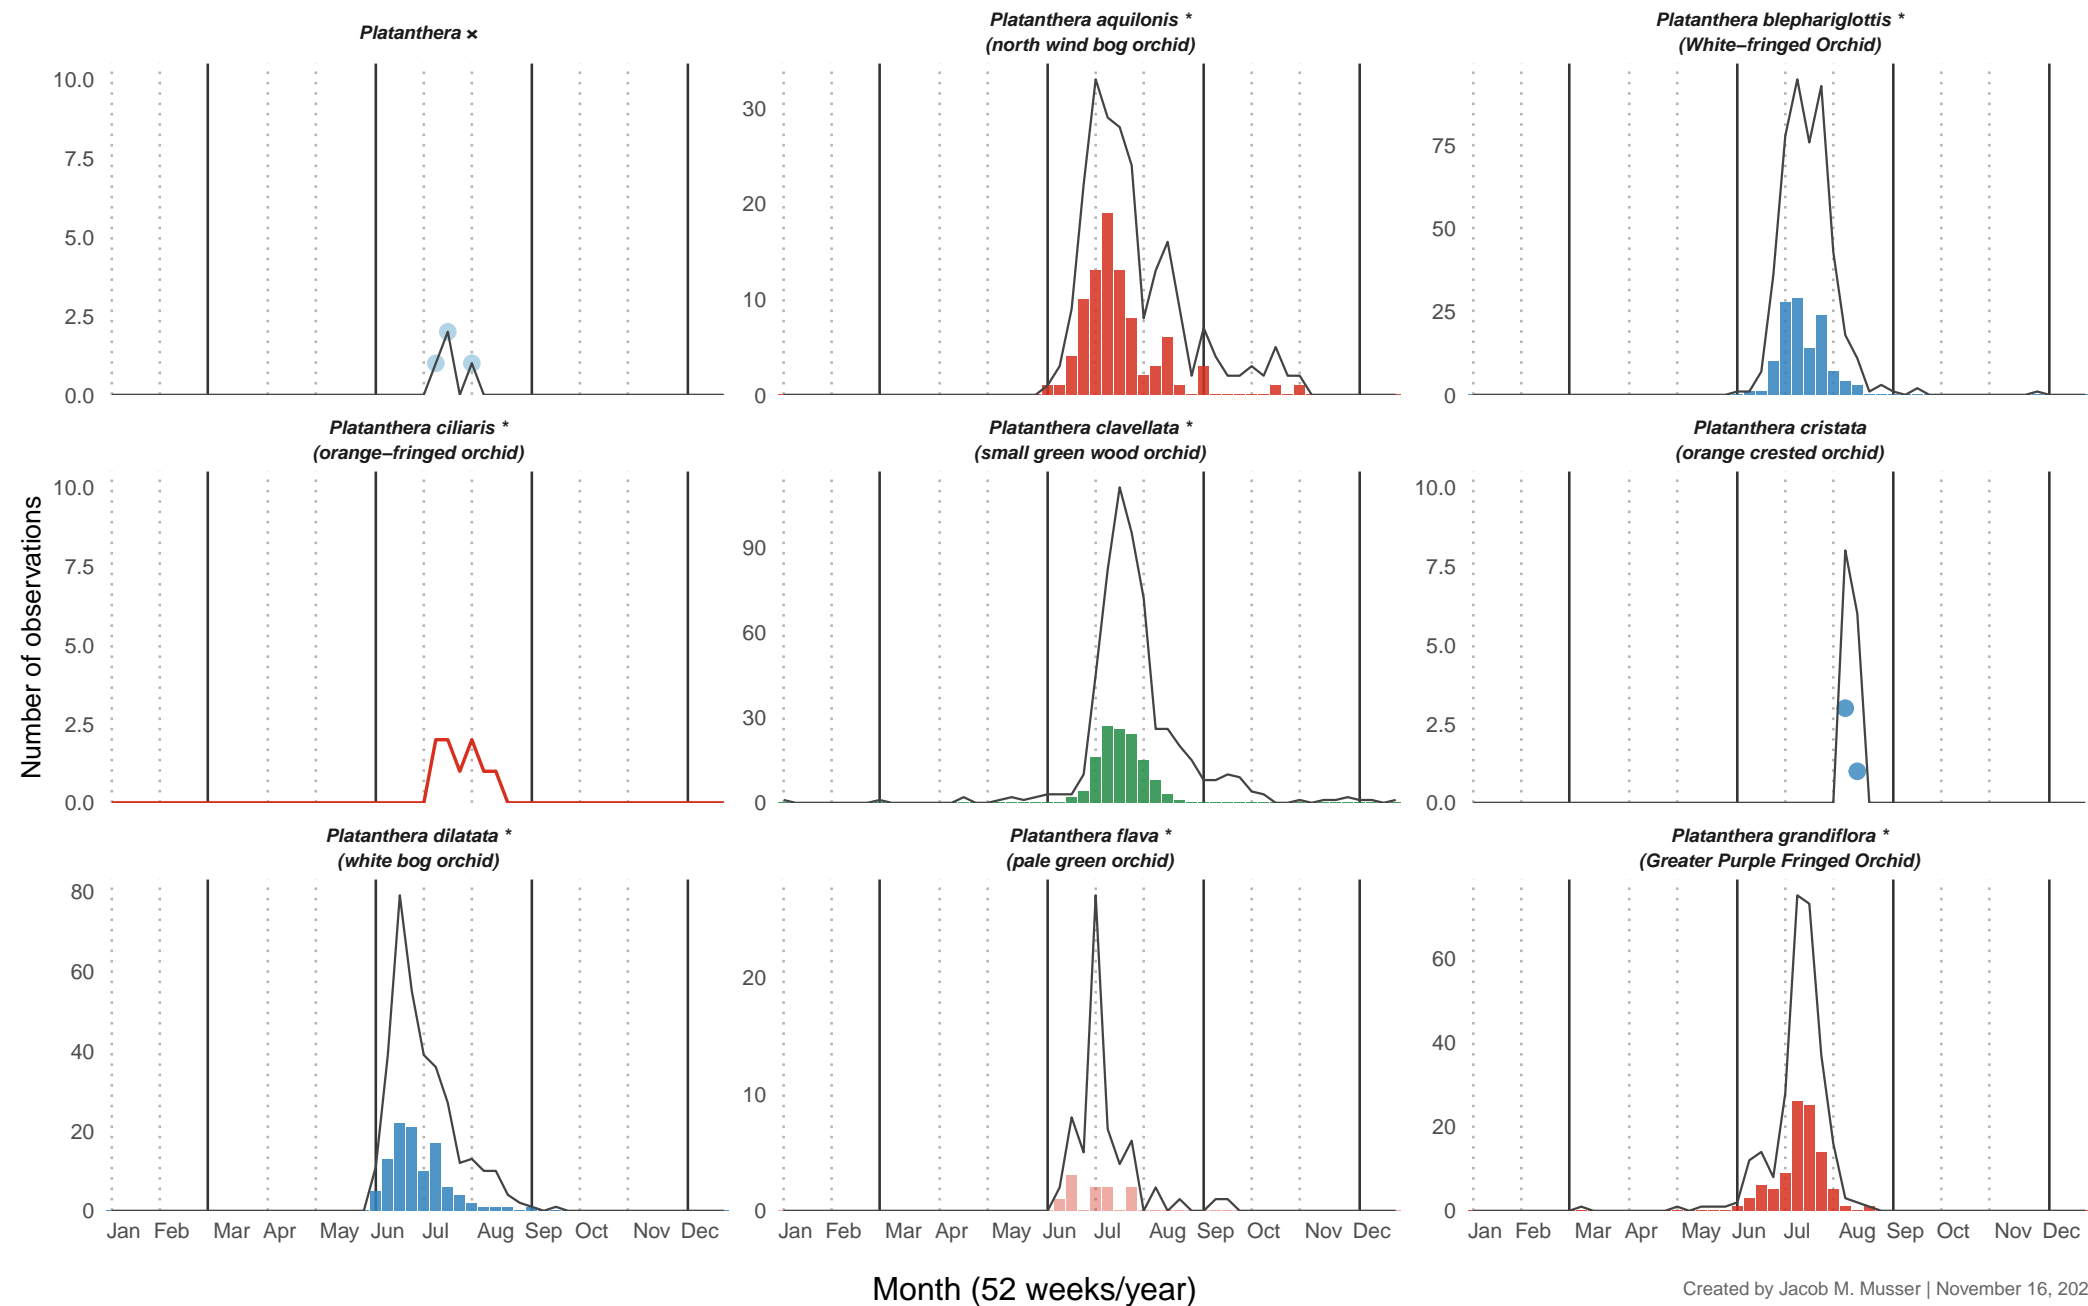 Platanthera ×
Platanthera aquilonis *
(north wind bog orchid)
Platanthera blephariglottis *
(White−fringed Orchid)
10.0
7.5
5.0
2.5
0.0
30
20
10
0
75
50
25
0
Platanthera ciliaris *
(orange−fringed orchid)
Platanthera clavellata *
(small green wood orchid)
Platanthera cristata
(orange crested orchid)
Number of observations
10.0
7.5
5.0
2.5
0.0
90
60
30
0
10.0
7.5
5.0
2.5
0.0
Platanthera dilatata *
(white bog orchid)
Platanthera flava *
(pale green orchid)
Platanthera grandiflora *
(Greater Purple Fringed Orchid)
80
60
40
20
0
20
10
0
60
40
20
0
Jan Feb Mar Apr May Jun Jul Aug Sep Oct Nov Dec
Jan Feb Mar Apr May Jun Jul Aug Sep Oct Nov Dec
Jan Feb Mar Apr May Jun Jul Aug Sep Oct Nov Dec
Month (52 weeks/year)
Created by Jacob M. Musser | November 16, 202